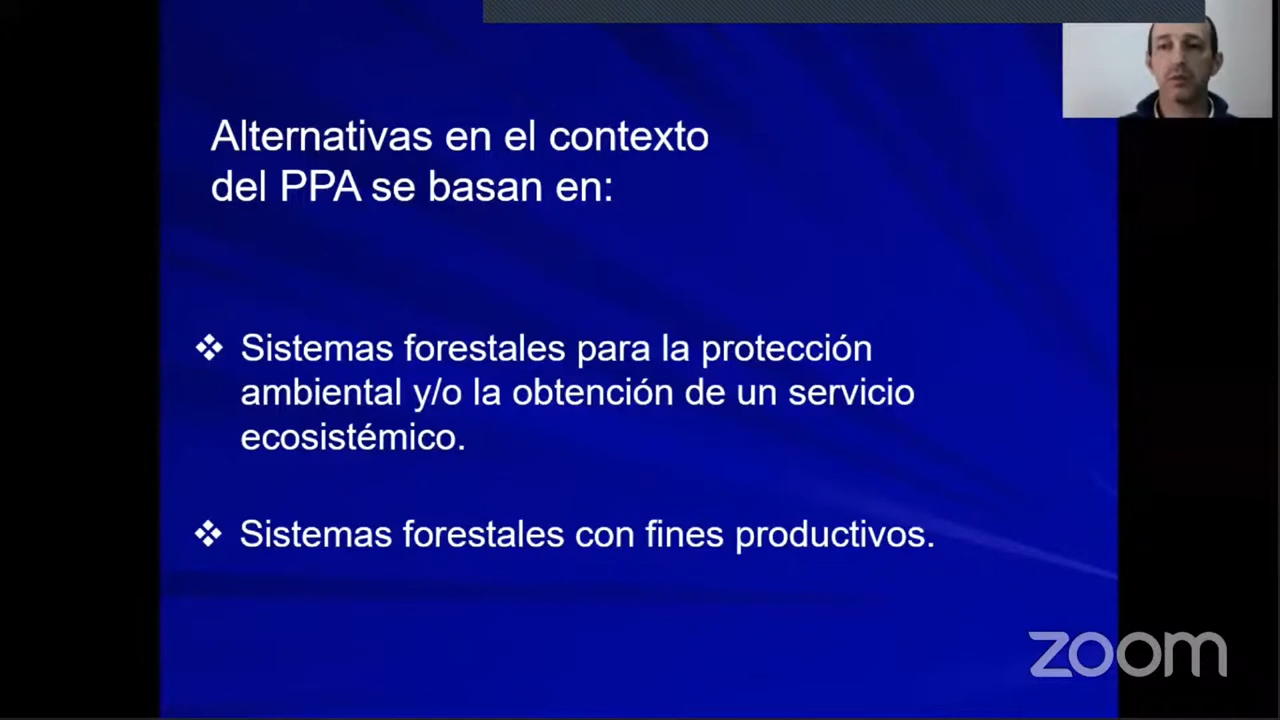 Alternativas en el contexto
del PPA se basan en:
❖ Sistemas forestales para la protección
ambiental y/o la obtención de un servicio
ecosistémico.
❖ Sistemas forestales con fines productivos.
zoom